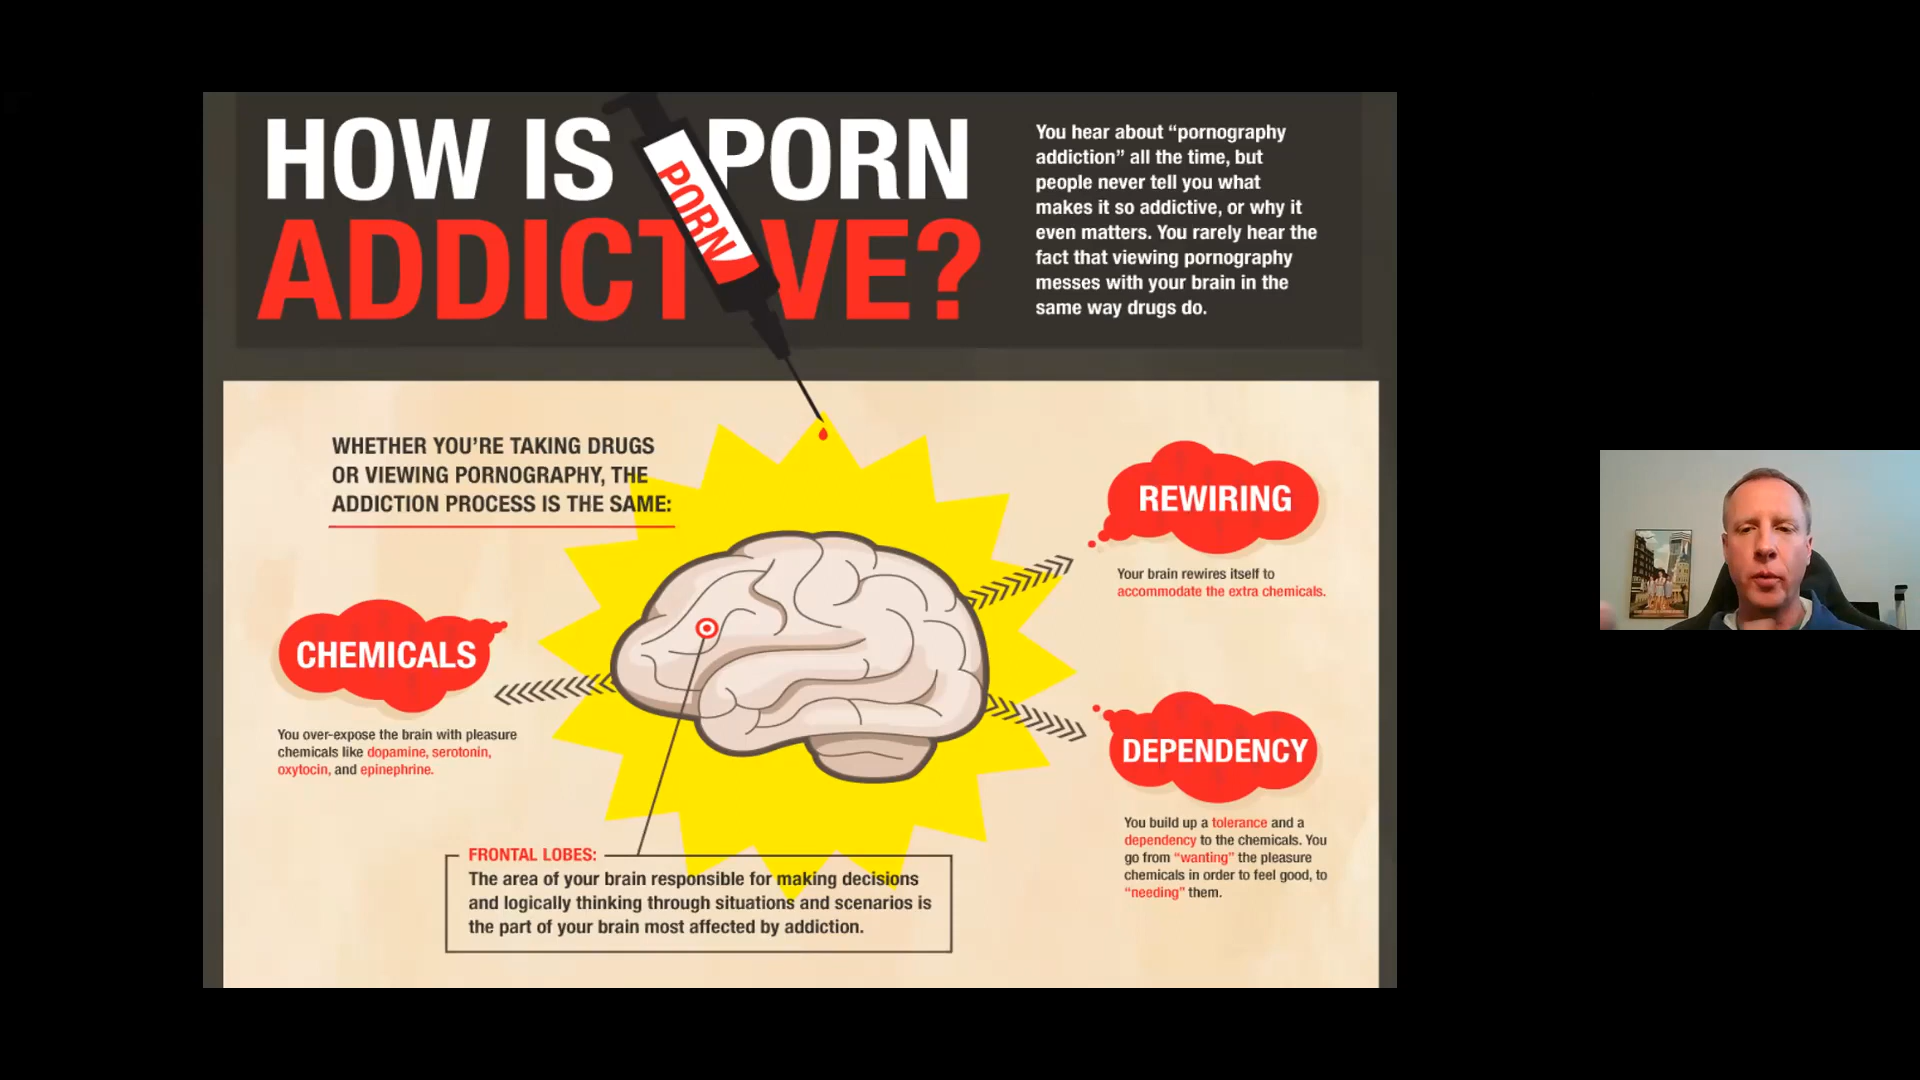 HOW IS PORN
ADDICTIVE?
PORN
You hear about “pornography
addiction” all the time, but
people never tell you what
makes it so addictive, or why it
even matters. You rarely hear the
fact that viewing pornography
messes with your brain in the
same way drugs do.
WHETHER YOU’RE TAKING DRUGS
OR VIEWING PORNOGRAPHY, THE
ADDICTION PROCESS IS THE SAME:
CHEMICALS
You over-expose the brain with pleasure
chemicals like dopamine, serotonin,
oxytocin, and epinephrine.
REWIRING
Your brain rewires itself to
accommodate the extra chemicals.
DEPENDENCY
You build up a tolerance and a
dependency to the chemicals. You
go from “wanting” the pleasure
chemicals in order to feel good, to
“needing” them.
FRONTAL LOBES:
The area of your brain responsible for making decisions
and logically thinking through situations and scenarios is
the part of your brain most affected by addiction.